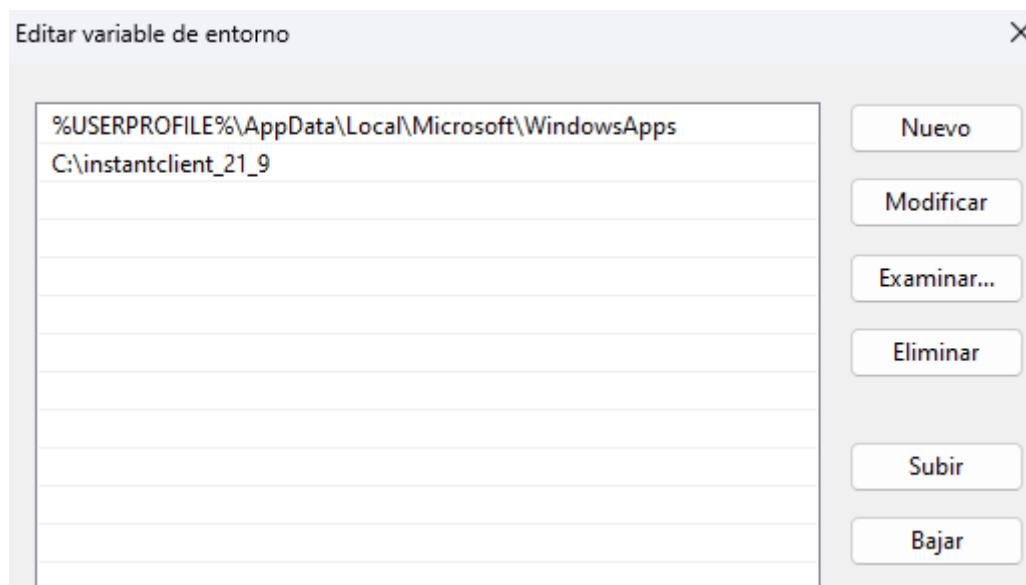 Editar variable de entorno
%USERPROFILE%\AppData\Local\Microsoft\WindowsApps
C:\instantclient_21_9
Nuevo
Modificar
Examinar...
Eliminar
Subir
Bajar